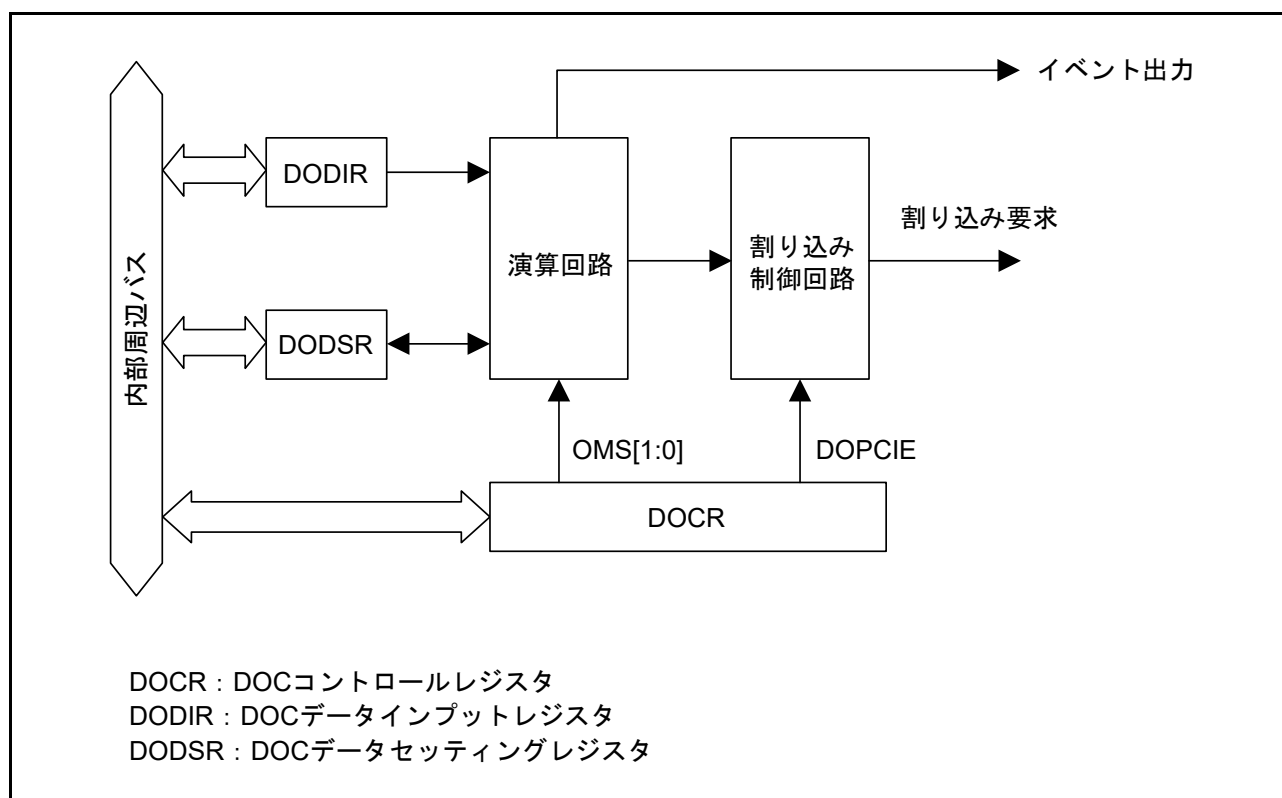 イベント出力
DODIR
割り込み要求
演算回路
割り込み
制御回路
内部周辺バス
DODSR
OMS[1:0]
DOPCIE
DOCR
DOCR：DOCコントロールレジスタ
DODIR：DOCデータインプットレジスタ
DODSR：DOCデータセッティングレジスタ